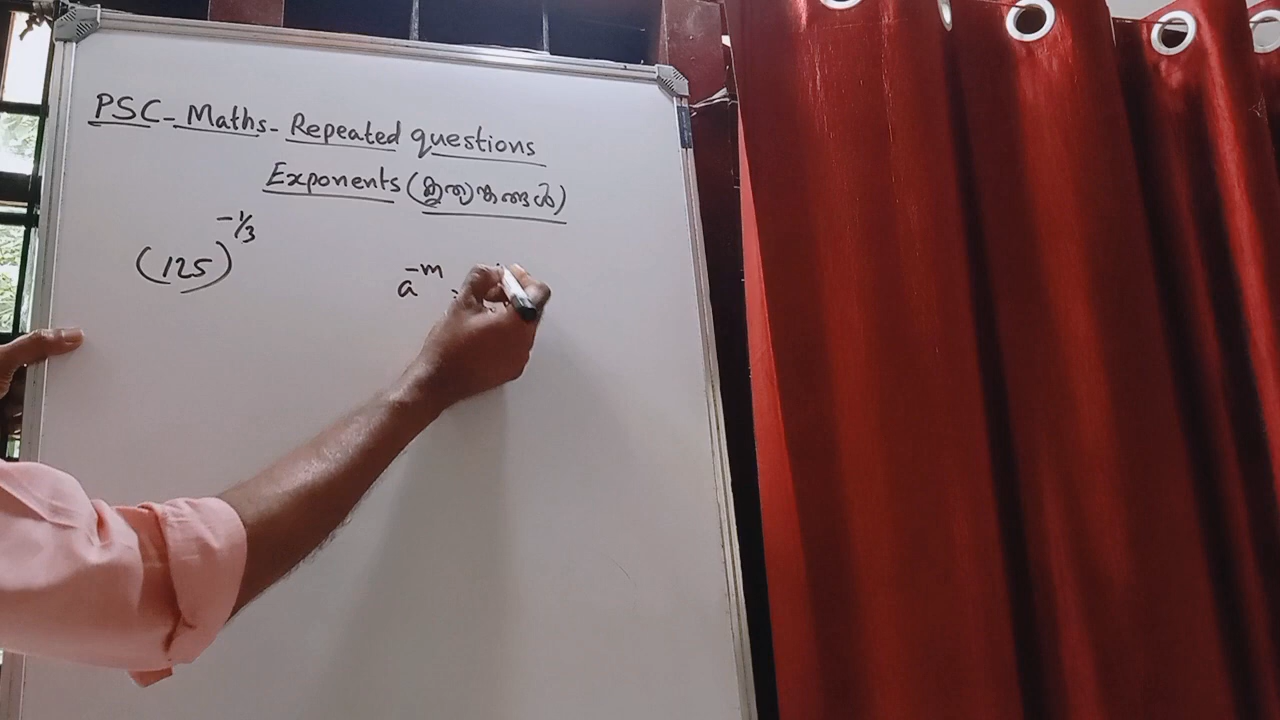 PSC - Maths - Repeated questions
Exponents (കൃത്യങ്കങ്ങൾ)
(125)^-1/3
a^-m =